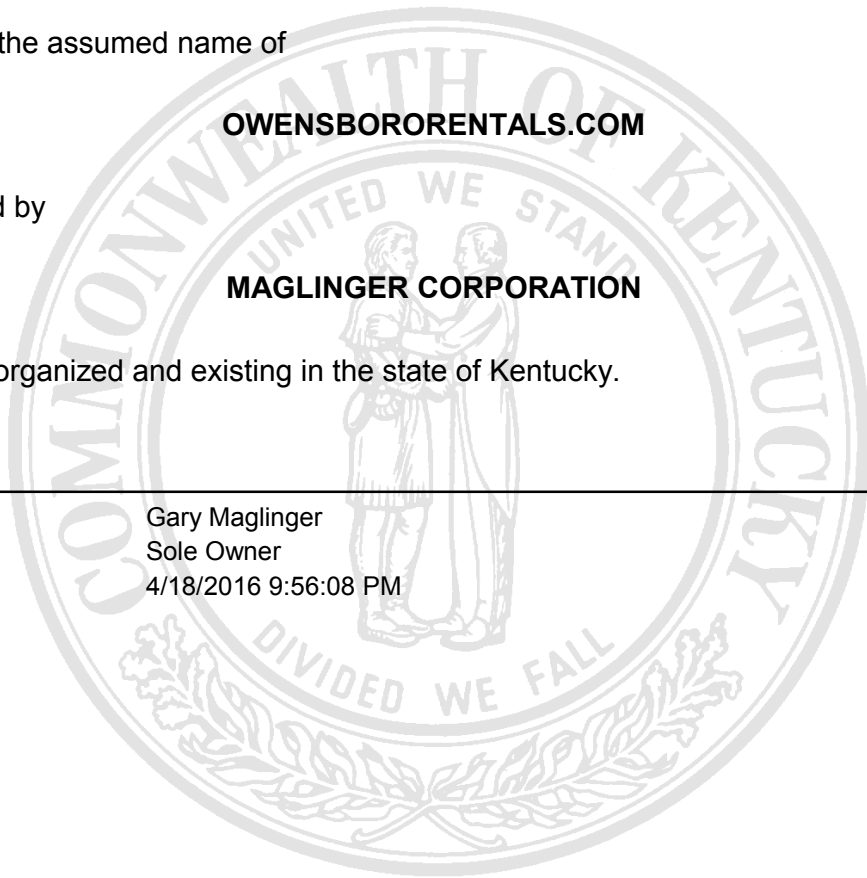 the assumed name of
OWENSBORORENTALS.COM
d by
MAGLINGER CORPORATION
organized and existing in the state of Kentucky.
Gary Maglinger
Sole Owner
4/18/2016 9:56:08 PM
COMMONWEALTH OF KENTUCKY
UNITED WE STAND
DIVIDED WE FALL